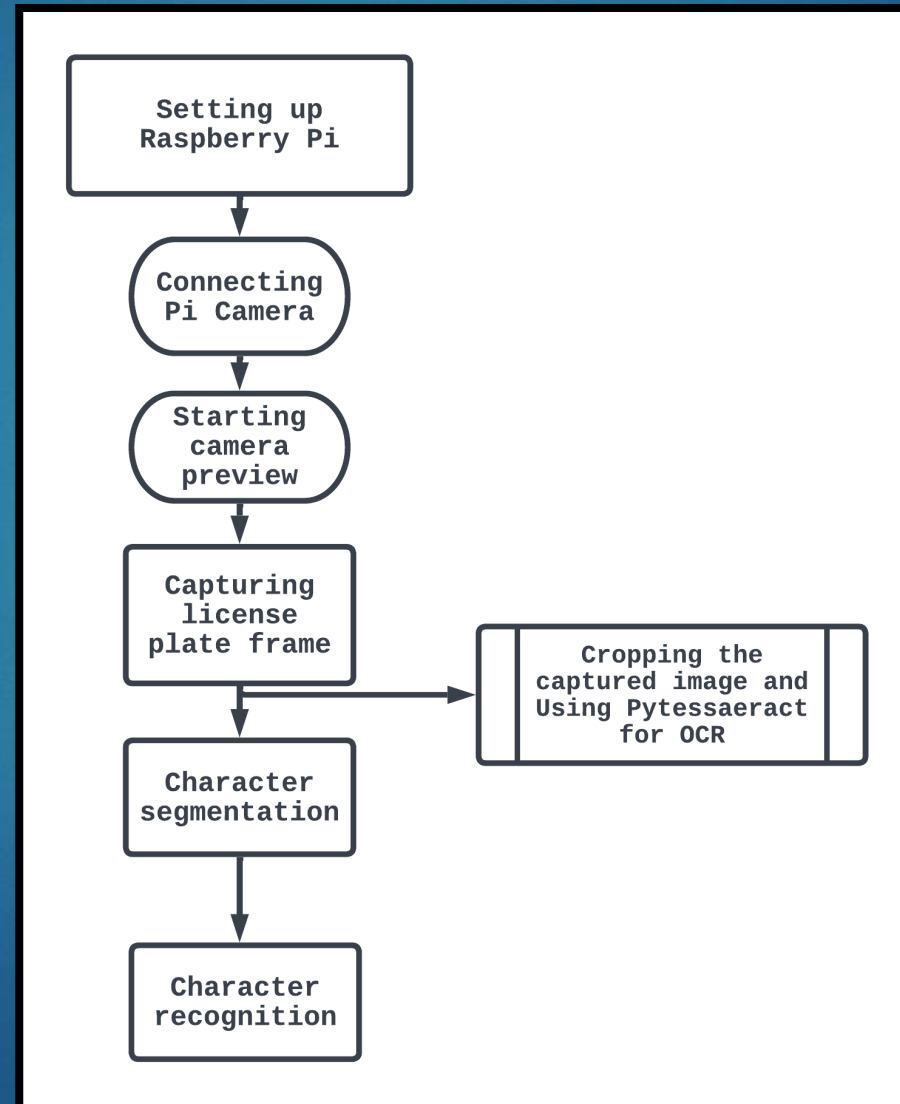 Setting up
Raspberry Pi
Connecting
Pi Camera
Starting
camera
preview
Capturing
license
plate frame
Cropping the
captured image and
Using Pytessaeract
for OCR
Character
segmentation
Character
recognition